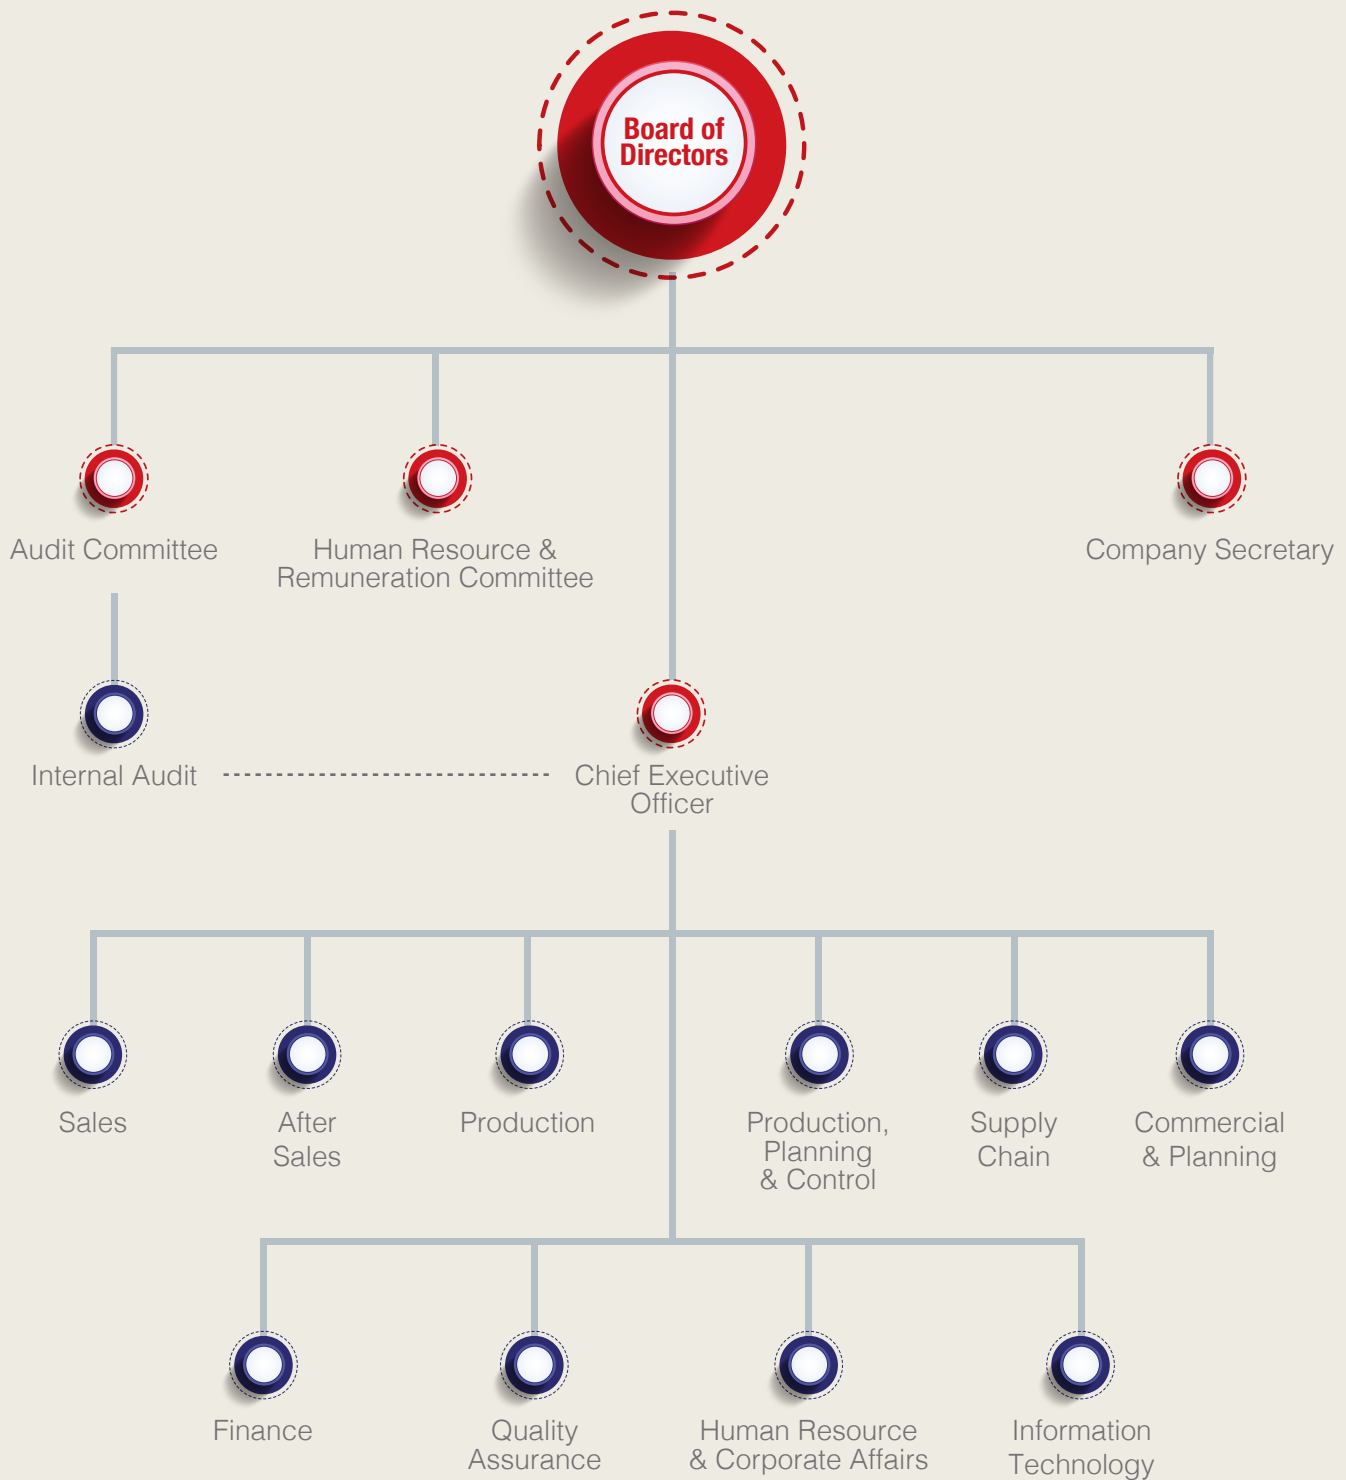 Board of
Directors
Audit Committee
Human Resource &
Remuneration Committee
Company Secretary
Internal Audit
Chief Executive
Officer
Sales
After
Sales
Production
Production,
Planning
& Control
Supply
Chain
Commercial
& Planning
Finance
Quality
Assurance
Human Resource
& Corporate Affairs
Information
Technology